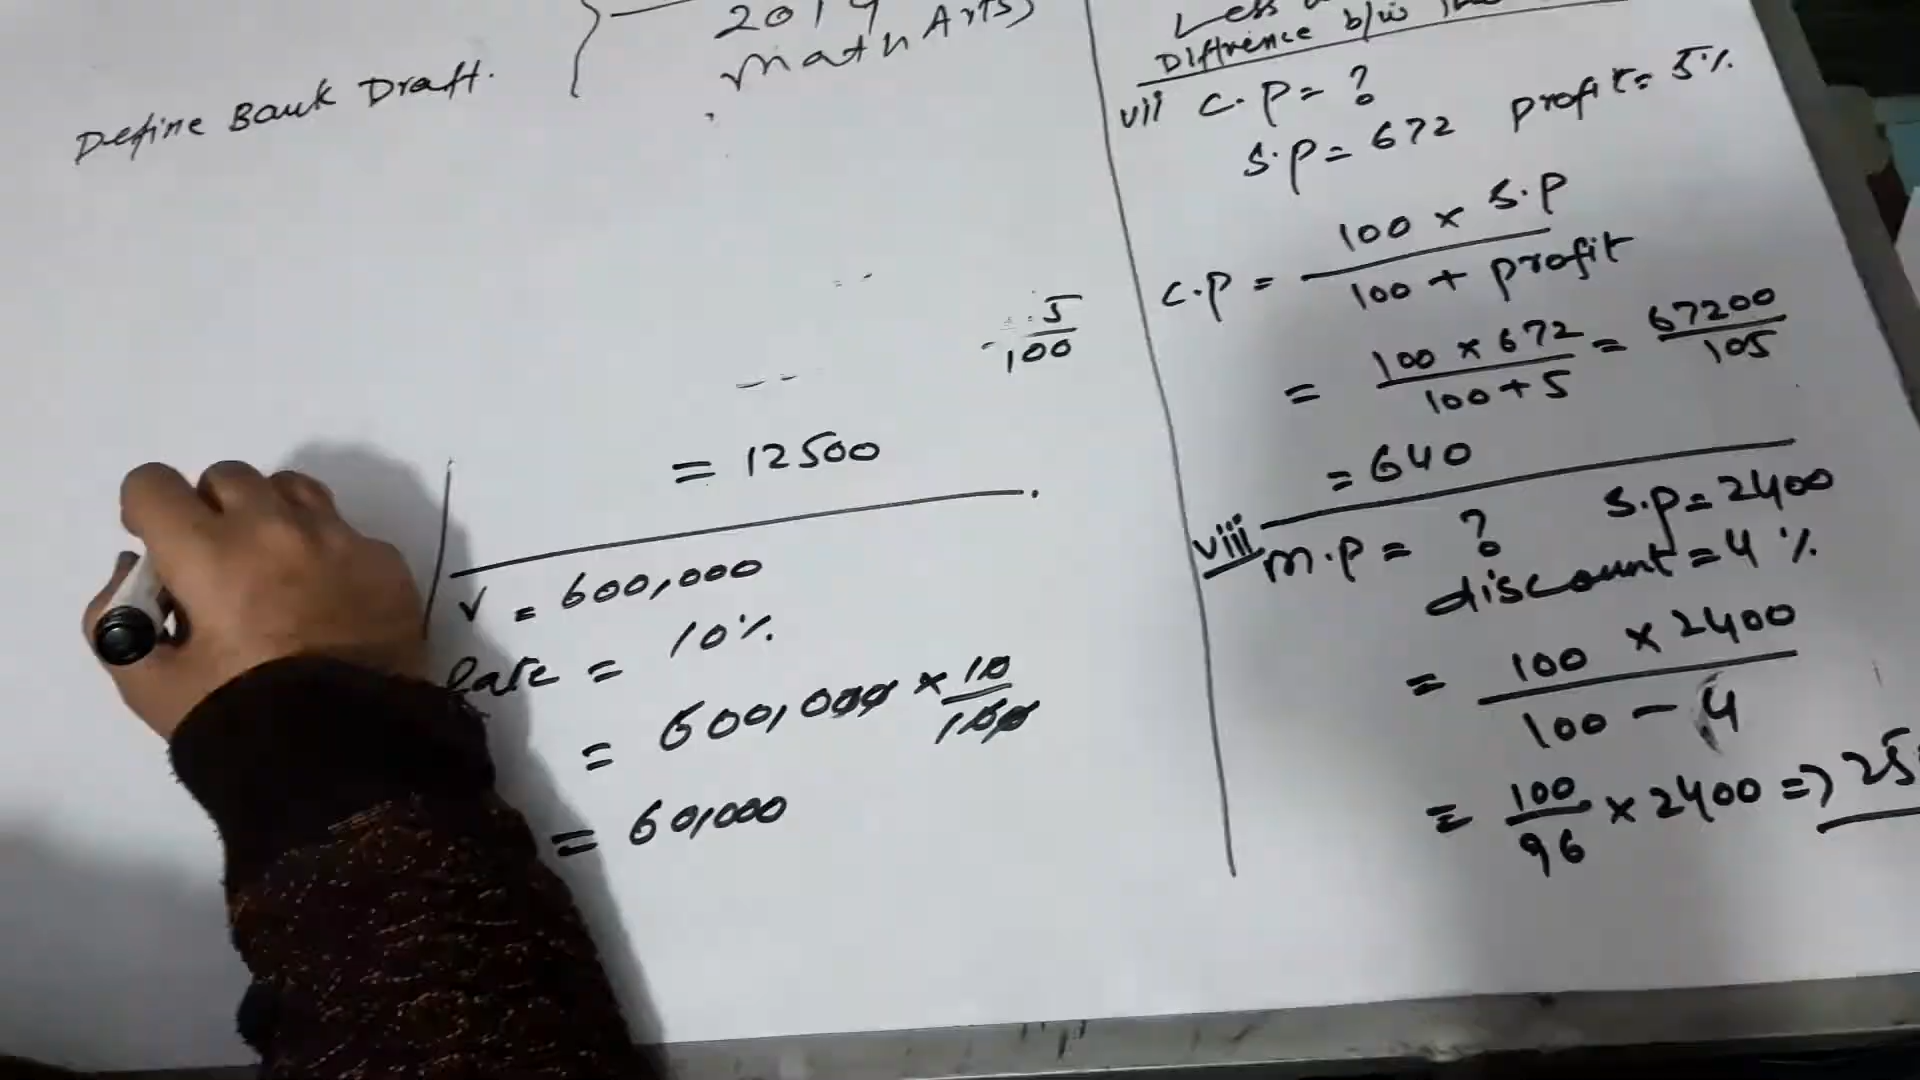 2019
Math Arts)
Define Bank Draft.
5
100
= 12500
V = 600,000
Rate = 10%
= 600,000 × 10
100
= 60,000
Less
Diffrence b/w
vii C.P = ?
S.P = 672 profit = 5%
C.P = 100 × S.P
100 + profit
= 100 × 672 = 67200
100 + 5 105
= 640
viii M.P = ? S.P = 2400
discount = 4 %
= 100 × 2400
100 - 4
= 100 × 2400 =>
96